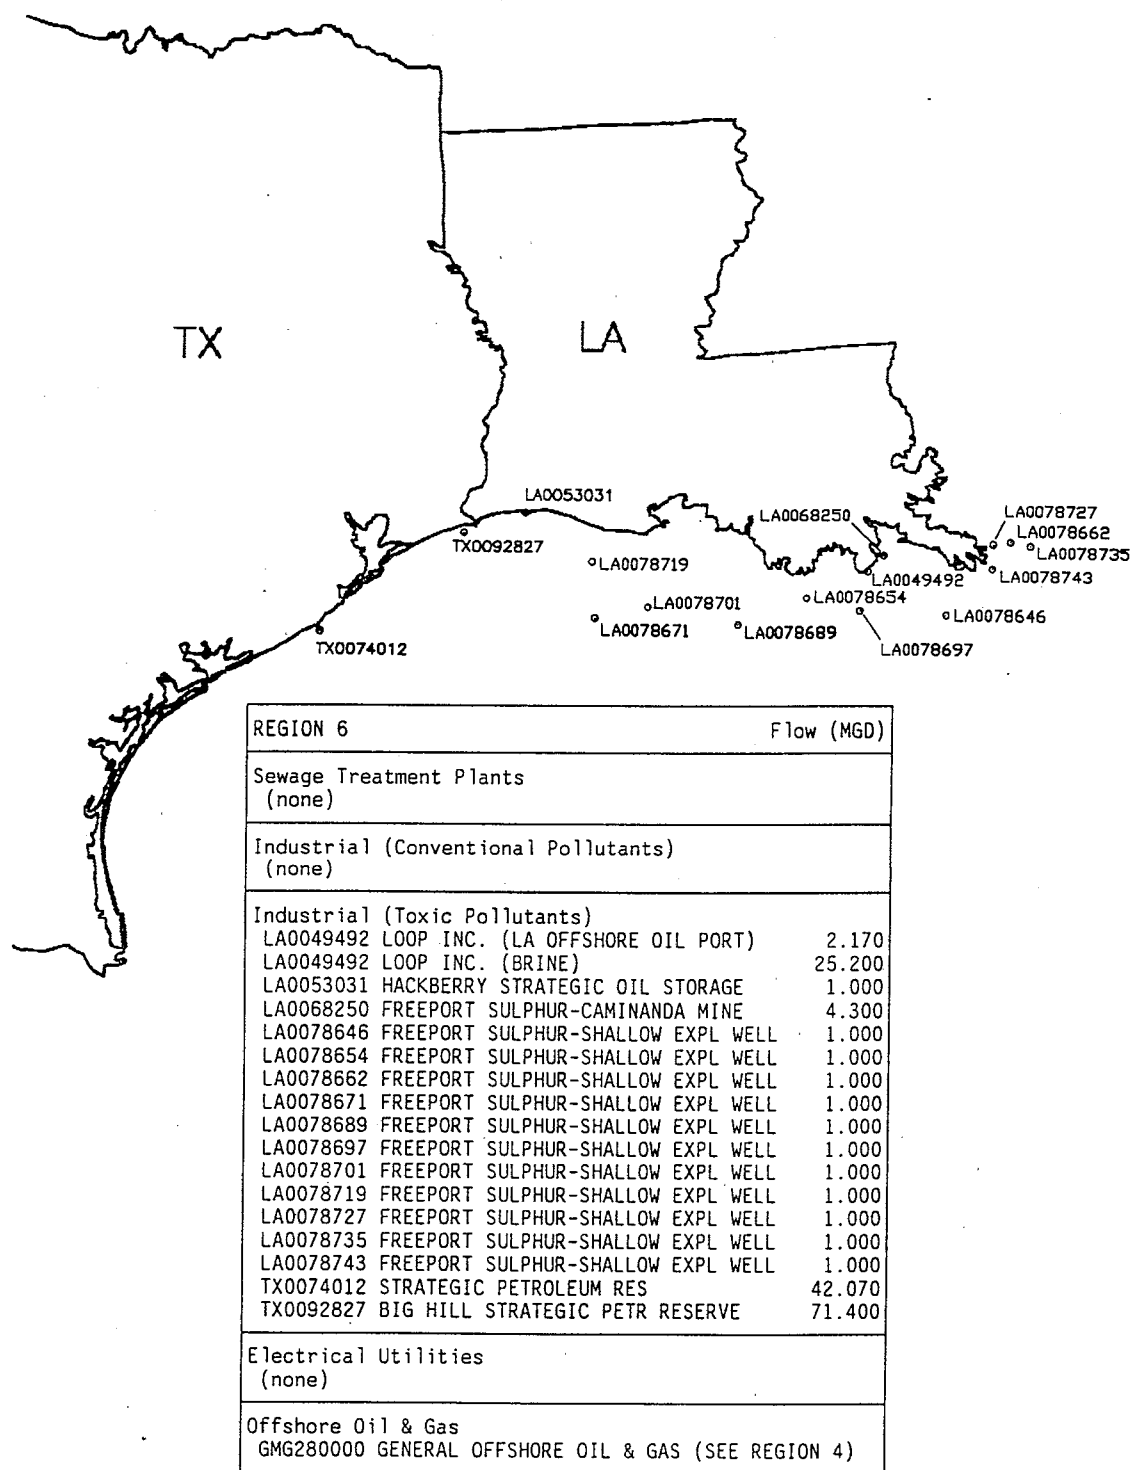 TX
LA
LA0053031
LA0068250
LA0078727
LA0078662
LA0078735
TX0092827
LA0078719
LA0049492
LA0078743
LA0078654
LA0078701
LA0078646
LA0078671
LA0078689
TX0074012
LA0078697
REGION 6 Flow (MGD)
Sewage Treatment Plants
(none)
Industrial (Conventional Pollutants)
(none)
Industrial (Toxic Pollutants)
LA0049492 LOOP INC. (LA OFFSHORE OIL PORT) 2.170
LA0049492 LOOP INC. (BRINE) 25.200
LA0053031 HACKBERRY STRATEGIC OIL STORAGE 1.000
LA0068250 FREEPORT SULPHUR-CAMINANDA MINE 4.300
LA0078646 FREEPORT SULPHUR-SHALLOW EXPL WELL 1.000
LA0078654 FREEPORT SULPHUR-SHALLOW EXPL WELL 1.000
LA0078662 FREEPORT SULPHUR-SHALLOW EXPL WELL 1.000
LA0078671 FREEPORT SULPHUR-SHALLOW EXPL WELL 1.000
LA0078689 FREEPORT SULPHUR-SHALLOW EXPL WELL 1.000
LA0078697 FREEPORT SULPHUR-SHALLOW EXPL WELL 1.000
LA0078701 FREEPORT SULPHUR-SHALLOW EXPL WELL 1.000
LA0078719 FREEPORT SULPHUR-SHALLOW EXPL WELL 1.000
LA0078727 FREEPORT SULPHUR-SHALLOW EXPL WELL 1.000
LA0078735 FREEPORT SULPHUR-SHALLOW EXPL WELL 1.000
LA0078743 FREEPORT SULPHUR-SHALLOW EXPL WELL 1.000
TX0074012 STRATEGIC PETROLEUM RES 42.070
TX0092827 BIG HILL STRATEGIC PETR RESERVE 71.400
Electrical Utilities
(none)
Offshore Oil & Gas
GMG280000 GENERAL OFFSHORE OIL & GAS (SEE REGION 4)